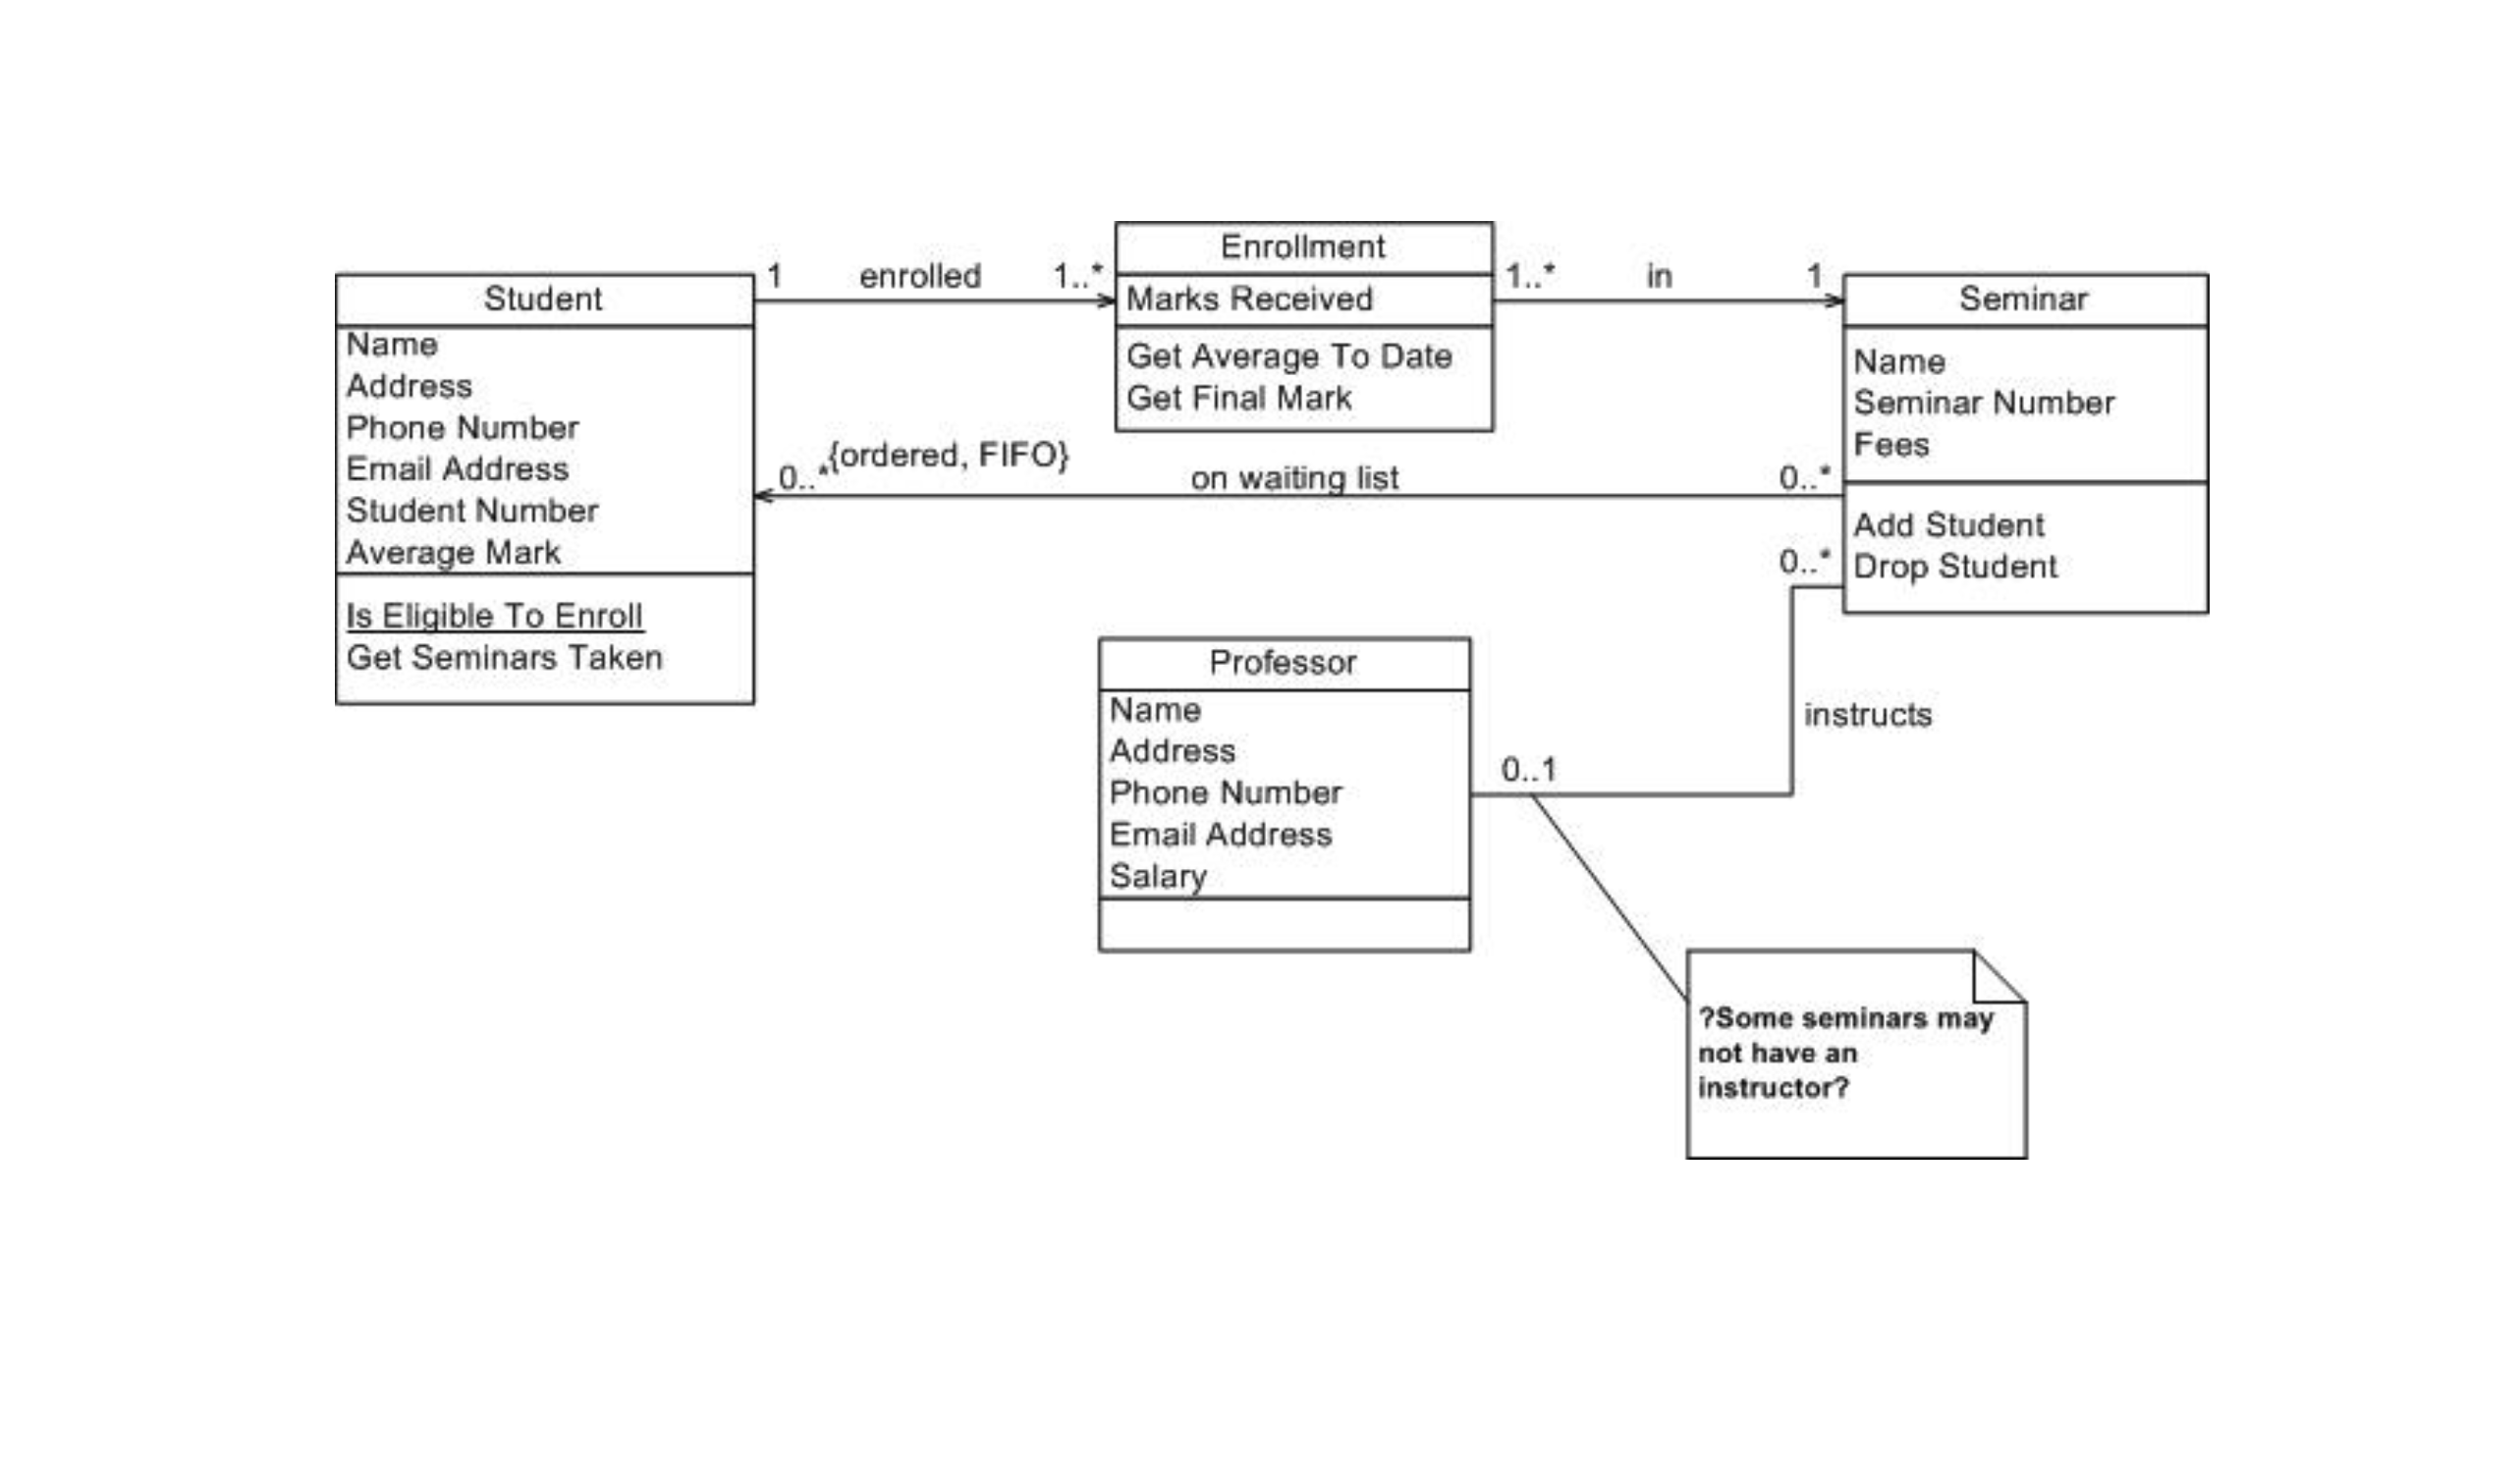 Enrollment
Marks Received
Get Average To Date
Get Final Mark
1 enrolled 1..*
1..* in 1
Student
Name
Address
Phone Number
Email Address
Student Number
Average Mark
Is Eligible To Enroll
Get Seminars Taken
Seminar
Name
Seminar Number
Fees
Add Student
Drop Student
{ordered, FIFO}
0..* on waiting list 0..*
0..*
instructs
0..1
Professor
Name
Address
Phone Number
Email Address
Salary
?Some seminars may
not have an
instructor?